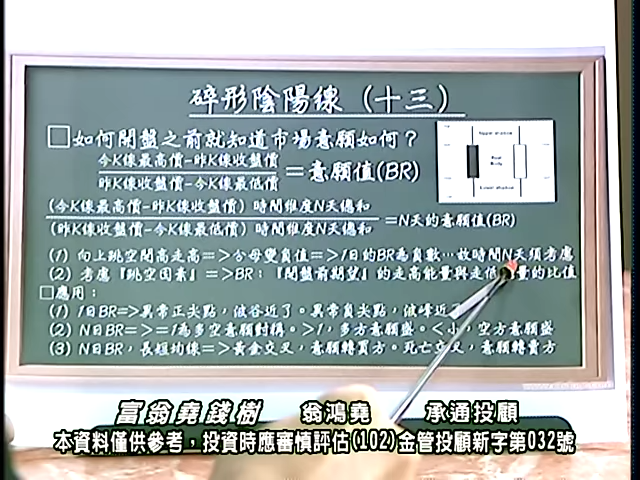 碎形陰陽線（十三）
□如何開盤之前就知道市場意願如何？
今K線最高價-昨K線收盤價
昨K線收盤價-今K線最低價
=意願值(BR)
Upper shadow
Real Body
Lower shadow
(今K線最高價-昨K線收盤價) 時間維度N天總和
(昨K線收盤價-今K線最低價) 時間維度N天總和
=N天的意願值(BR)
(1) 向上跳空開高走高=>分母雙負值=>1日的BR為負數…故時間N天須考慮
(2) 考慮『跳空因素』=>BR：『開盤前期望』的走高能量與走低 量的比值
□應用：
(1) 1日BR=>異常正尖點，波谷近了。異常負尖點，波峰近了
(2) N日BR=>=1為多空意願對稱。>1，多方意願盛。<小，空方意願盛
(3) N日BR，長短均線=>黃金交叉，意願轉買方。死亡交叉，意願轉賣方
富翁堯錢樹 翁鴻堯 承通投顧
本資料僅供參考，投資時應審慎評估(102)金管投顧新字第032號